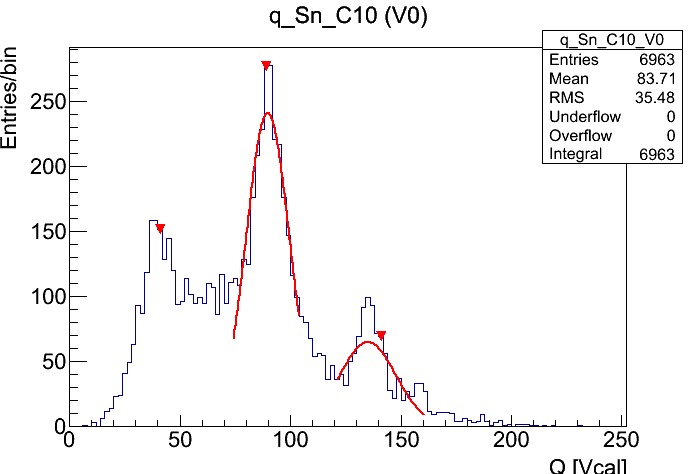 q_Sn_C10 (V0)
q_Sn_C10_V0
Entries 6963
Mean 83.71
RMS 35.48
Underflow 0
Overflow 0
Integral 6963
Entries/bin
250
200
150
100
50
0
0 50 100 150 200 250
Q [Vcal]